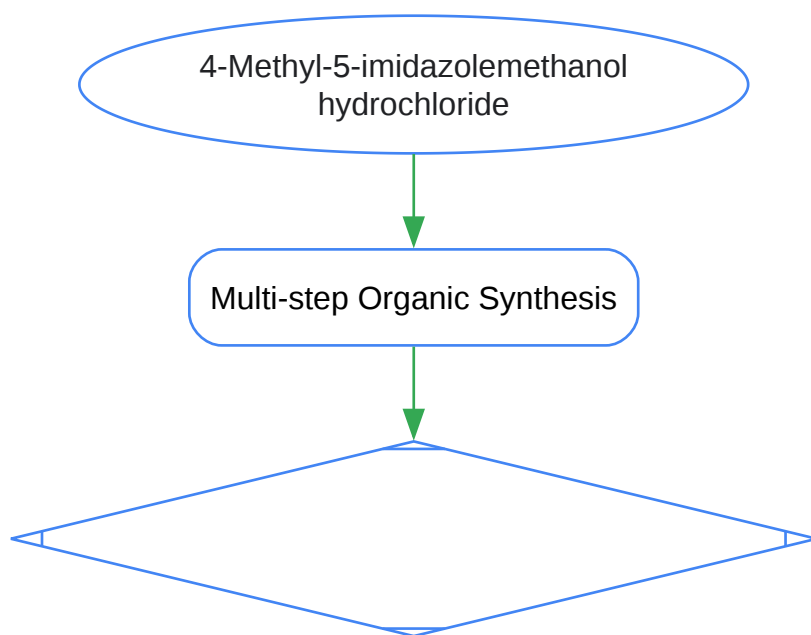 4-Methyl-5-imidazolemethanol
hydrochloride
Multi-step Organic Synthesis